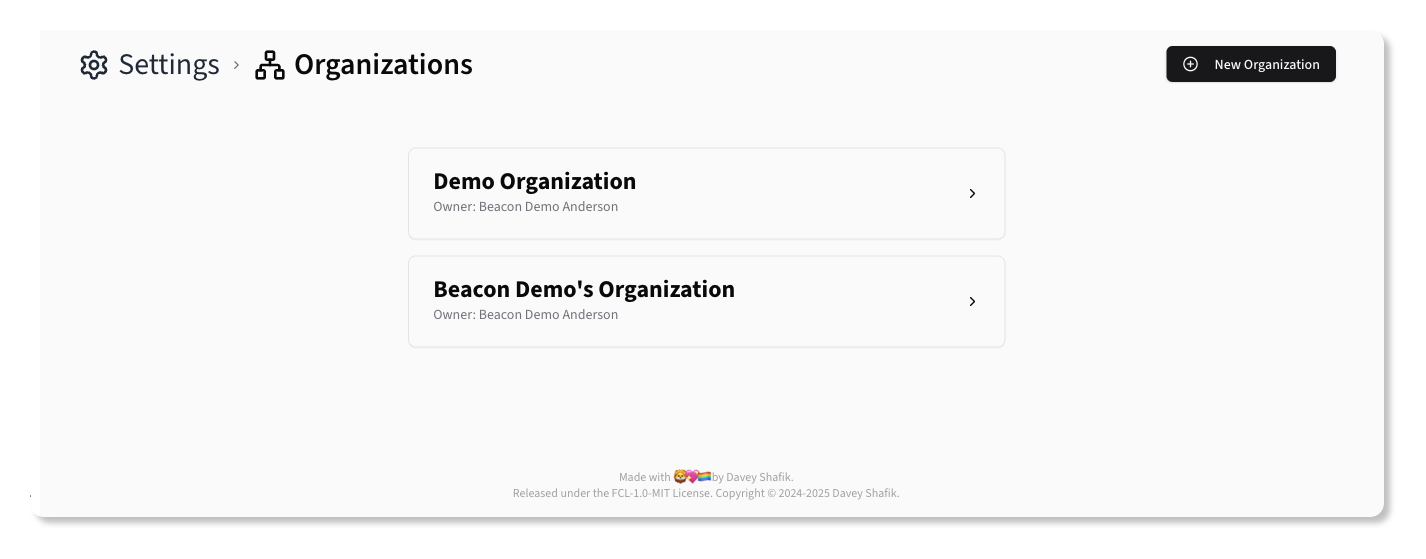 Settings > Organizations
New Organization
Demo Organization
Owner: Beacon Demo Anderson
Beacon Demo's Organization
Owner: Beacon Demo Anderson
Made with 🦁💖🏳️‍🌈 by Davey Shafik.
Released under the FCL-1.0-MIT License. Copyright © 2024-2025 Davey Shafik.